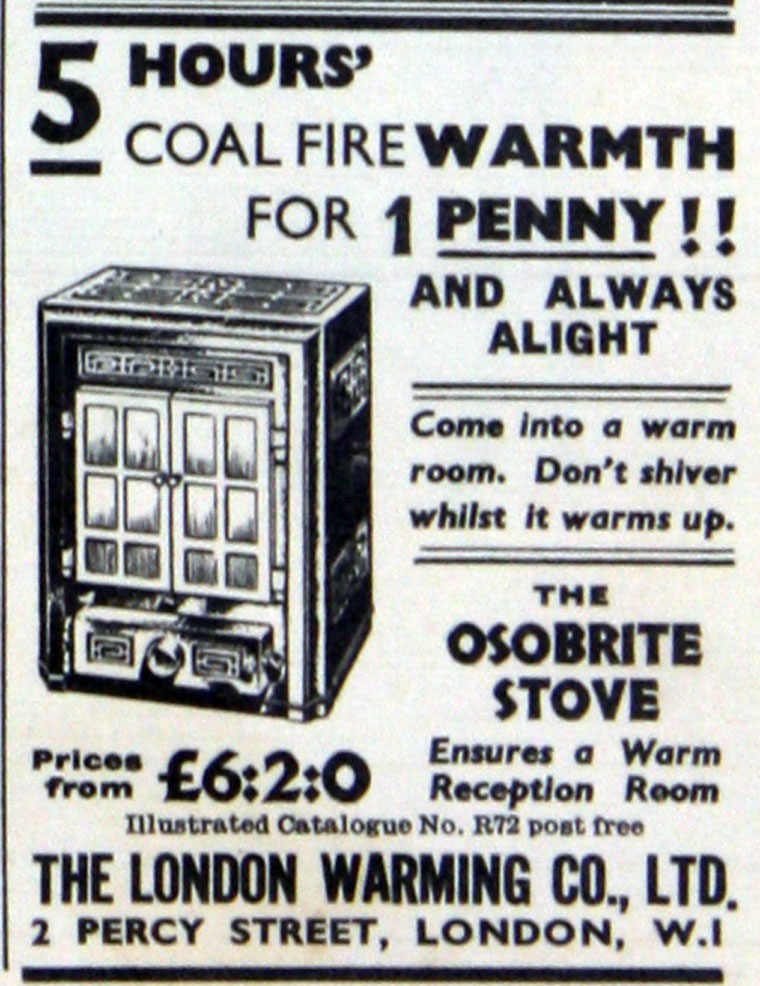 5 HOURS'
COAL FIRE WARMTH
FOR 1 PENNY!!
AND ALWAYS
ALIGHT
Come into a warm
room. Don't shiver
whilst it warms up.
THE
OSOBRITE
STOVE
Ensures a Warm
Reception Room
Prices
from £6:2:0
Illustrated Catalogue No. R72 post free
THE LONDON WARMING CO., LTD.
2 PERCY STREET, LONDON, W.1